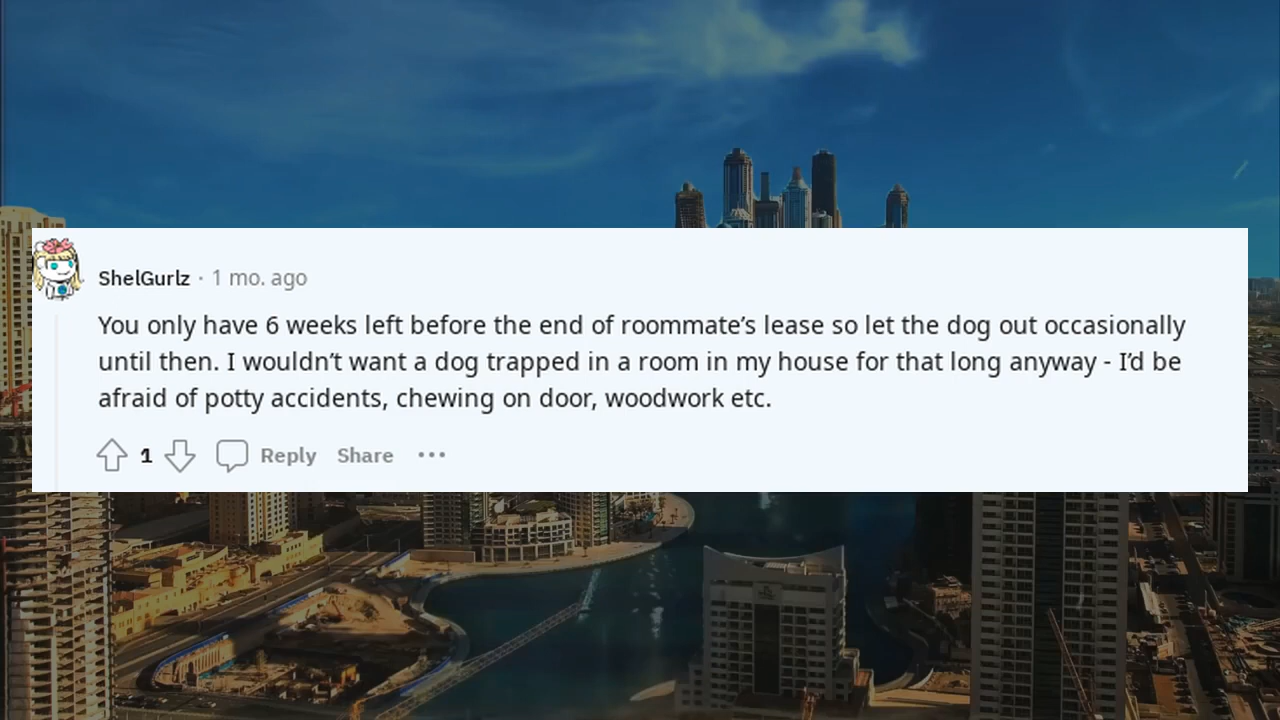 ShelGurlz · 1 mo. ago
You only have 6 weeks left before the end of roommate’s lease so let the dog out occasionally
until then. I wouldn’t want a dog trapped in a room in my house for that long anyway - I’d be
afraid of potty accidents, chewing on door, woodwork etc.
1 Reply Share